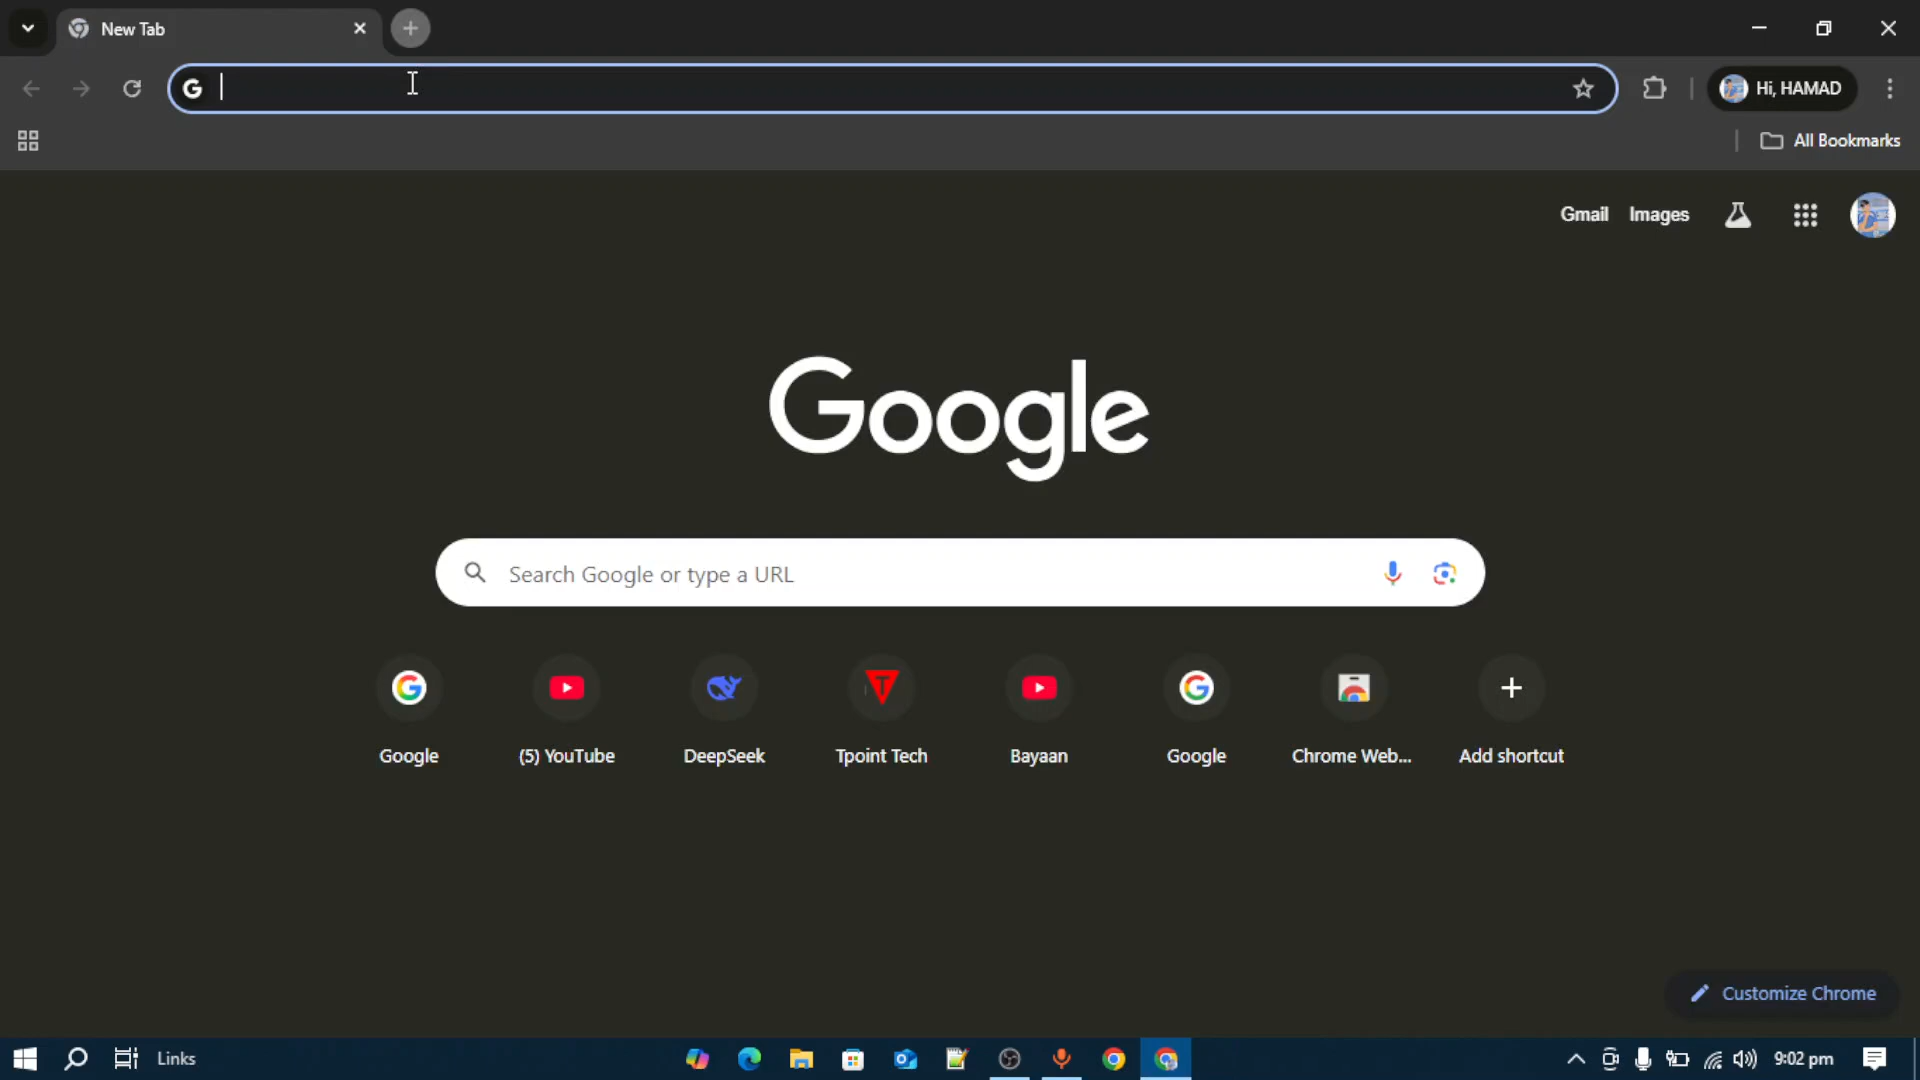 New Tab
Hi, HAMAD
All Bookmarks
Gmail Images
Google
Search Google or type a URL
Google (5) YouTube DeepSeek Tpoint Tech Bayaan Google Chrome Web... Add shortcut
Customize Chrome
Links 9:02 pm